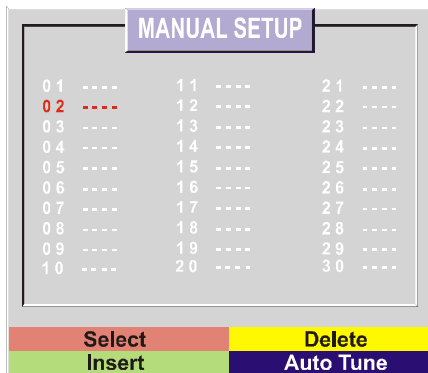 MANUAL SETUP
01 ---- 11 ---- 21 ----
02 ---- 12 ---- 22 ----
03 ---- 13 ---- 23 ----
04 ---- 14 ---- 24 ----
05 ---- 15 ---- 25 ----
06 ---- 16 ---- 26 ----
07 ---- 17 ---- 27 ----
08 ---- 18 ---- 28 ----
09 ---- 19 ---- 29 ----
10 ---- 20 ---- 30 ----
Select Delete
Insert Auto Tune